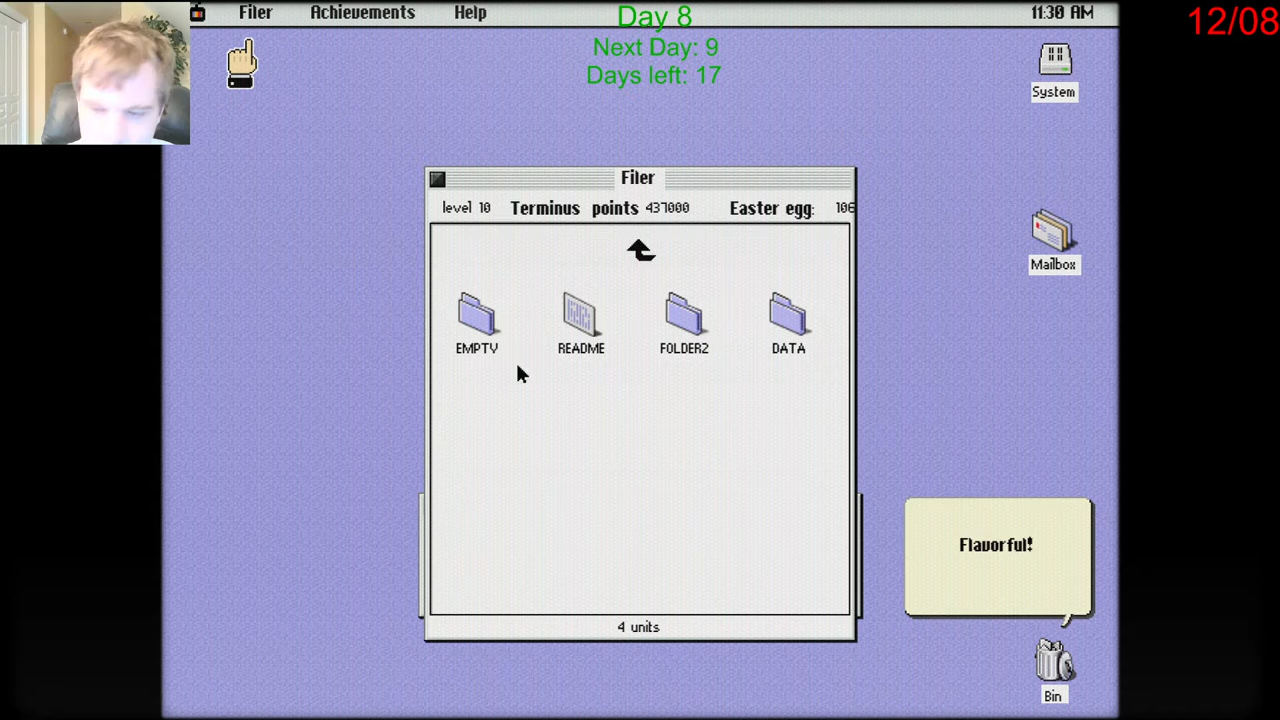 Filer Achievements Help Day 8 11:30 AM 12/08
Next Day: 9
Days left: 17
System
Filer
level 10 Terminus points 437000 Easter egg: 106
EMPTY README FOLDER2 DATA
Mailbox
Flavorful!
4 units
Bin